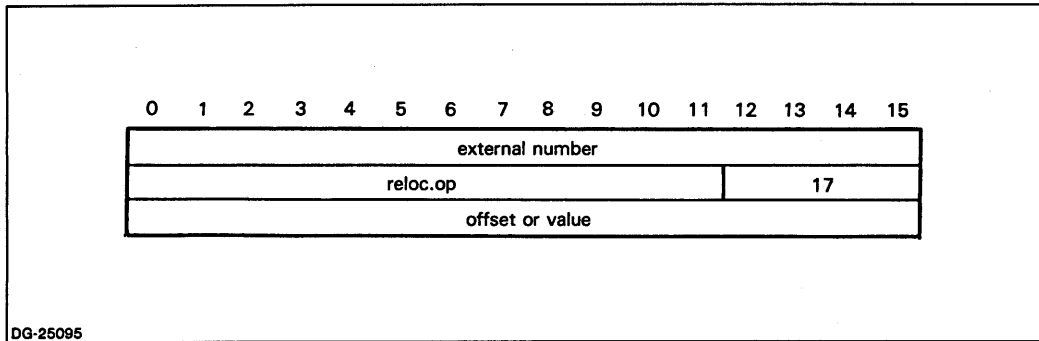 0 1 2 3 4 5 6 7 8 9 10 11 12 13 14 15
external number
reloc.op 17
offset or value
DG-25095